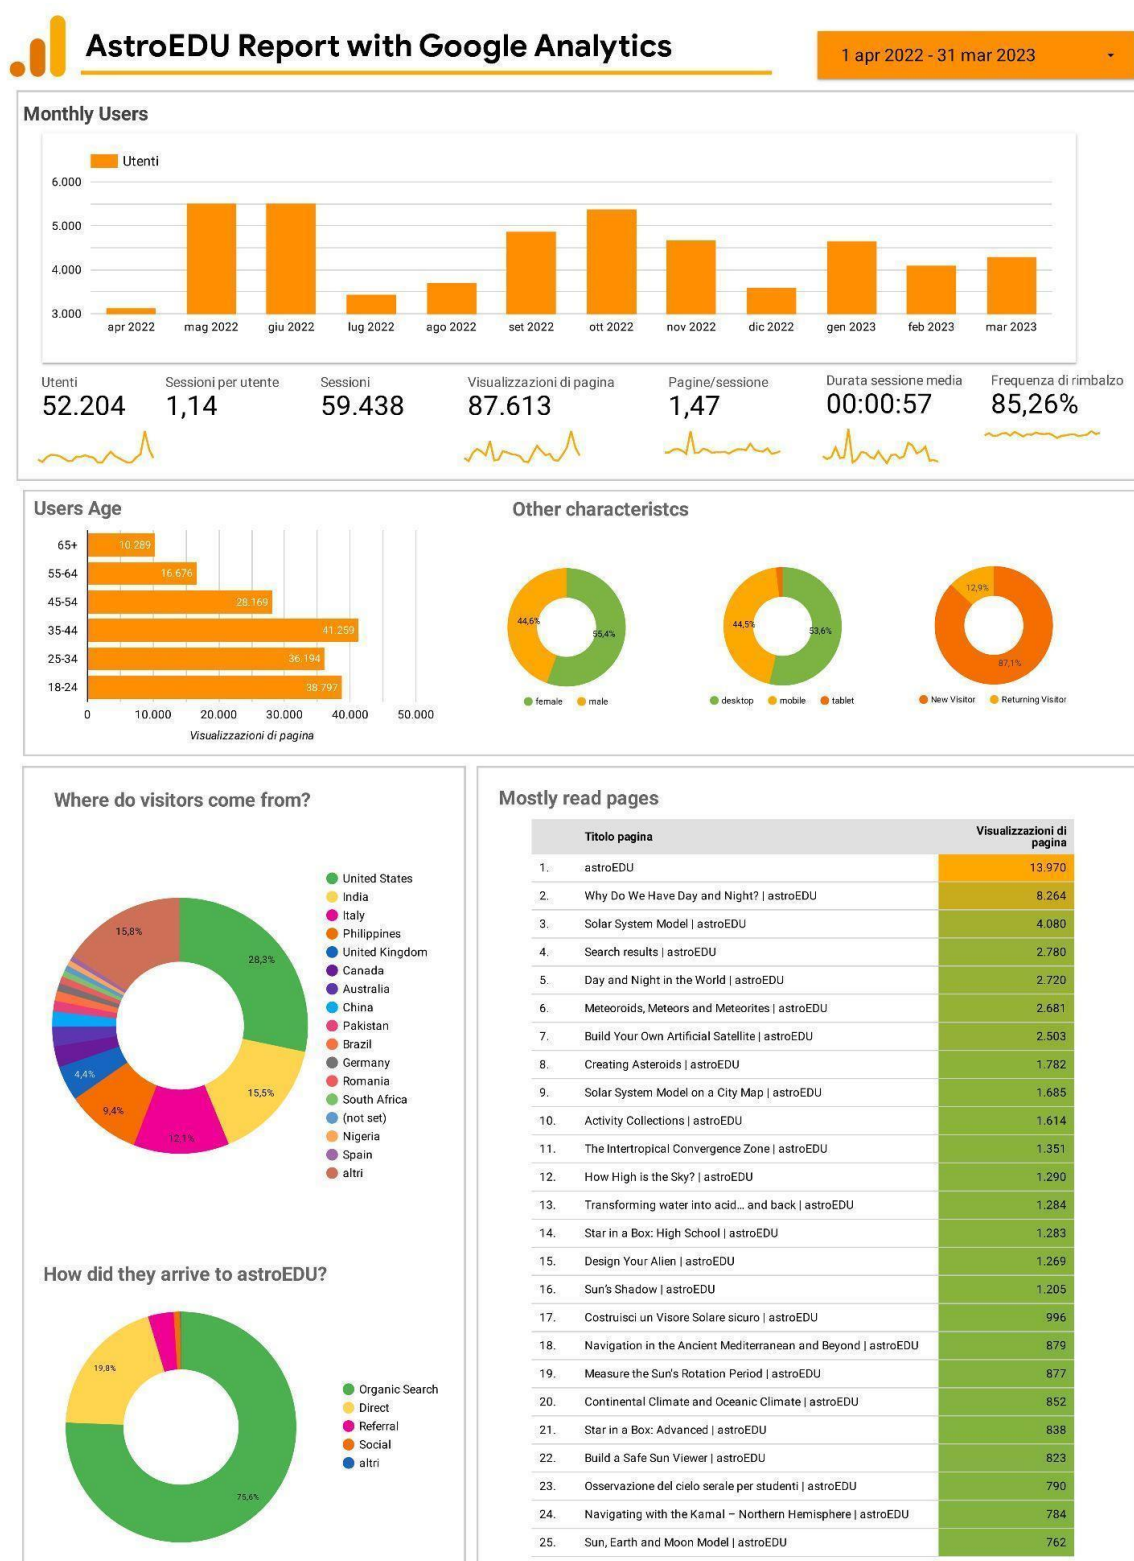 AstroEDU Report with Google Analytics
1 apr 2022 - 31 mar 2023
Monthly Users
Utenti
6.000
5.000
4.000
3.000
apr 2022 mag 2022 giu 2022 lug 2022 ago 2022 set 2022 ott 2022 nov 2022 dic 2022 gen 2023 feb 2023 mar 2023
Utenti Sessioni per utente Sessioni Visualizzazioni di pagina Pagine/sessione Durata sessione media Frequenza di rimbalzo
52.204 1,14 59.438 87.613 1,47 00:00:57 85,26%
Users Age
65+ 10.289
55-64 16.676
45-54 28.169
35-44 41.259
25-34 36.194
18-24 38.797
0 10.000 20.000 30.000 40.000 50.000
Visualizzazioni di pagina
Other characteristcs
44,6% 55,4%
female male
44,5% 53,6%
desktop mobile tablet
12,9% 87,1%
New Visitor Returning Visitor
Where do visitors come from?
15,8%
28,3%
15,5%
12,1%
9,4%
4,4%
United States
India
Italy
Philippines
United Kingdom
Canada
Australia
China
Pakistan
Brazil
Germany
Romania
South Africa
(not set)
Nigeria
Spain
altri
How did they arrive to astroEDU?
19,8%
75,6%
Organic Search
Direct
Referral
Social
altri
Mostly read pages
Titolo pagina Visualizzazioni di pagina
1. astroEDU 13.970
2. Why Do We Have Day and Night? | astroEDU 8.264
3. Solar System Model | astroEDU 4.080
4. Search results | astroEDU 2.780
5. Day and Night in the World | astroEDU 2.720
6. Meteoroids, Meteors and Meteorites | astroEDU 2.681
7. Build Your Own Artificial Satellite | astroEDU 2.503
8. Creating Asteroids | astroEDU 1.782
9. Solar System Model on a City Map | astroEDU 1.685
10. Activity Collections | astroEDU 1.614
11. The Intertropical Convergence Zone | astroEDU 1.351
12. How High is the Sky? | astroEDU 1.290
13. Transforming water into acid... and back | astroEDU 1.284
14. Star in a Box: High School | astroEDU 1.283
15. Design Your Alien | astroEDU 1.269
16. Sun's Shadow | astroEDU 1.205
17. Costruisci un Visore Solare sicuro | astroEDU 996
18. Navigation in the Ancient Mediterranean and Beyond | astroEDU 879
19. Measure the Sun's Rotation Period | astroEDU 877
20. Continental Climate and Oceanic Climate | astroEDU 852
21. Star in a Box: Advanced | astroEDU 838
22. Build a Safe Sun Viewer | astroEDU 823
23. Osservazione del cielo serale per studenti | astroEDU 790
24. Navigating with the Kamal – Northern Hemisphere | astroEDU 784
25. Sun, Earth and Moon Model | astroEDU 762